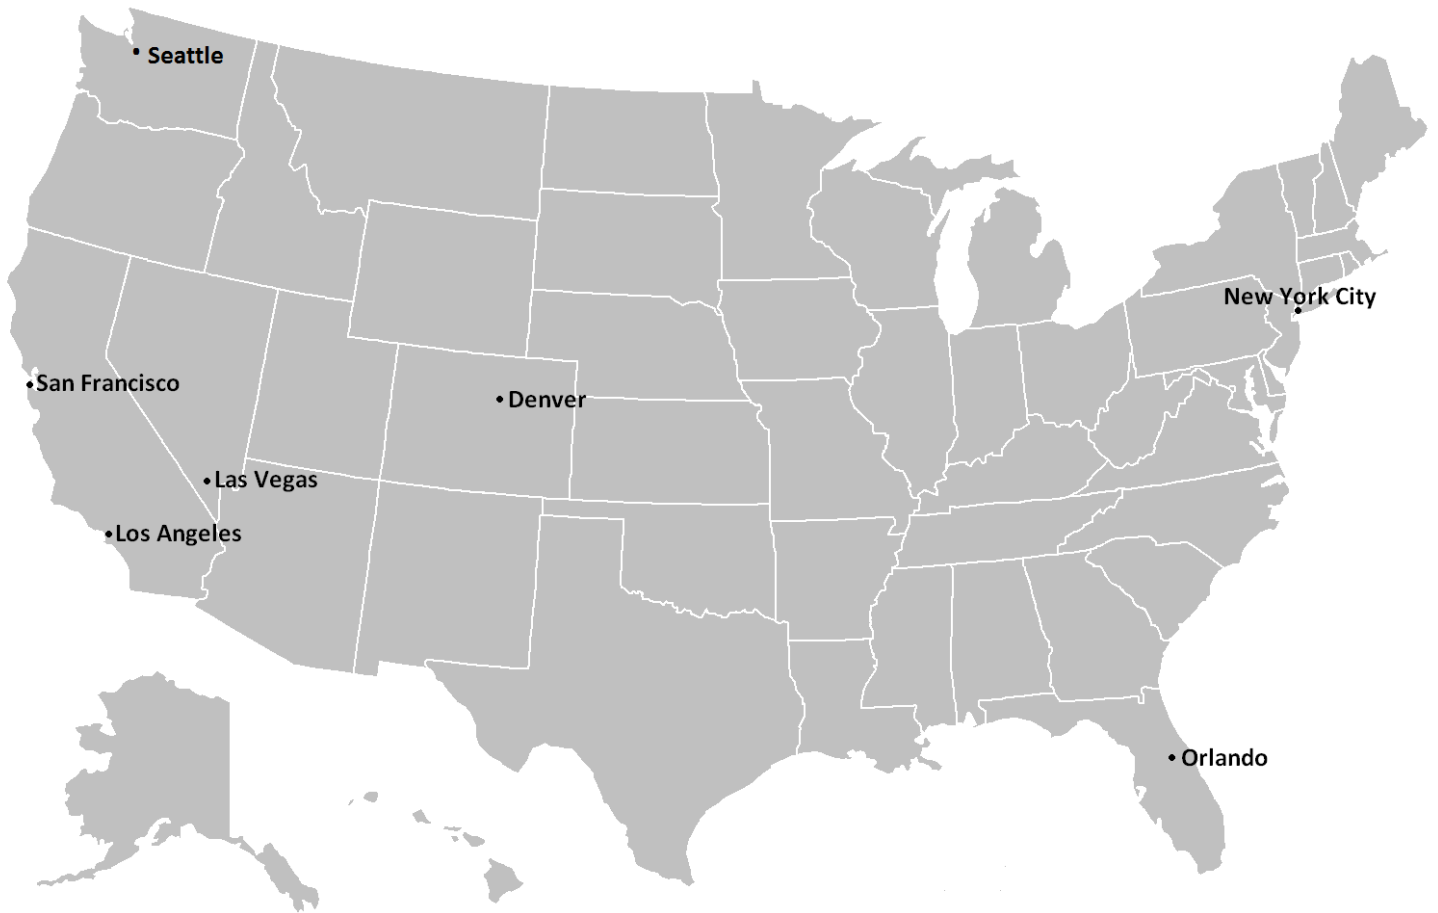 Seattle
New York City
San Francisco
Denver
Las Vegas
Los Angeles
Orlando